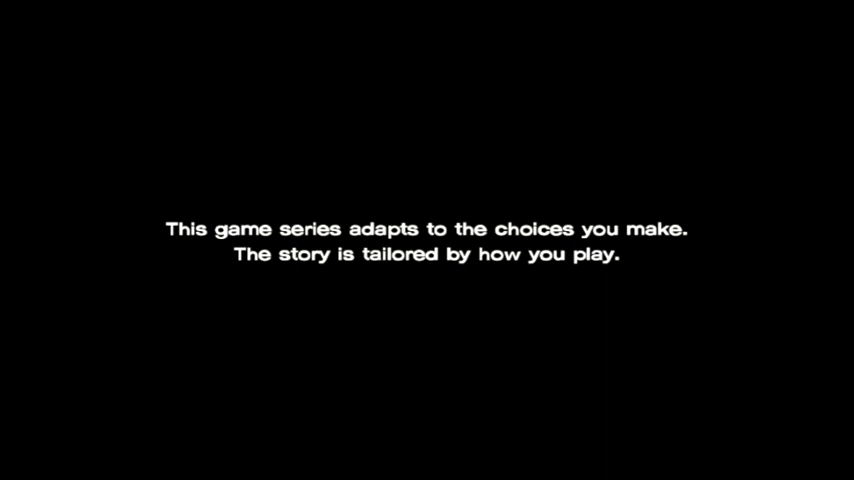 This game series adapts to the choices you make.
The story is tailored by how you play.